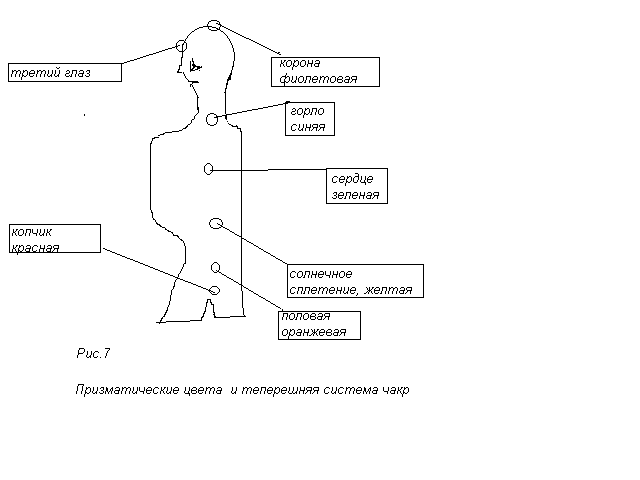 корона
фиолетовая
третий глаз
горло
синяя
сердце
зеленая
копчик
красная
солнечное
сплетение, желтая
половая
оранжевая
Рис.7
Призматические цвета и теперешняя система чакр